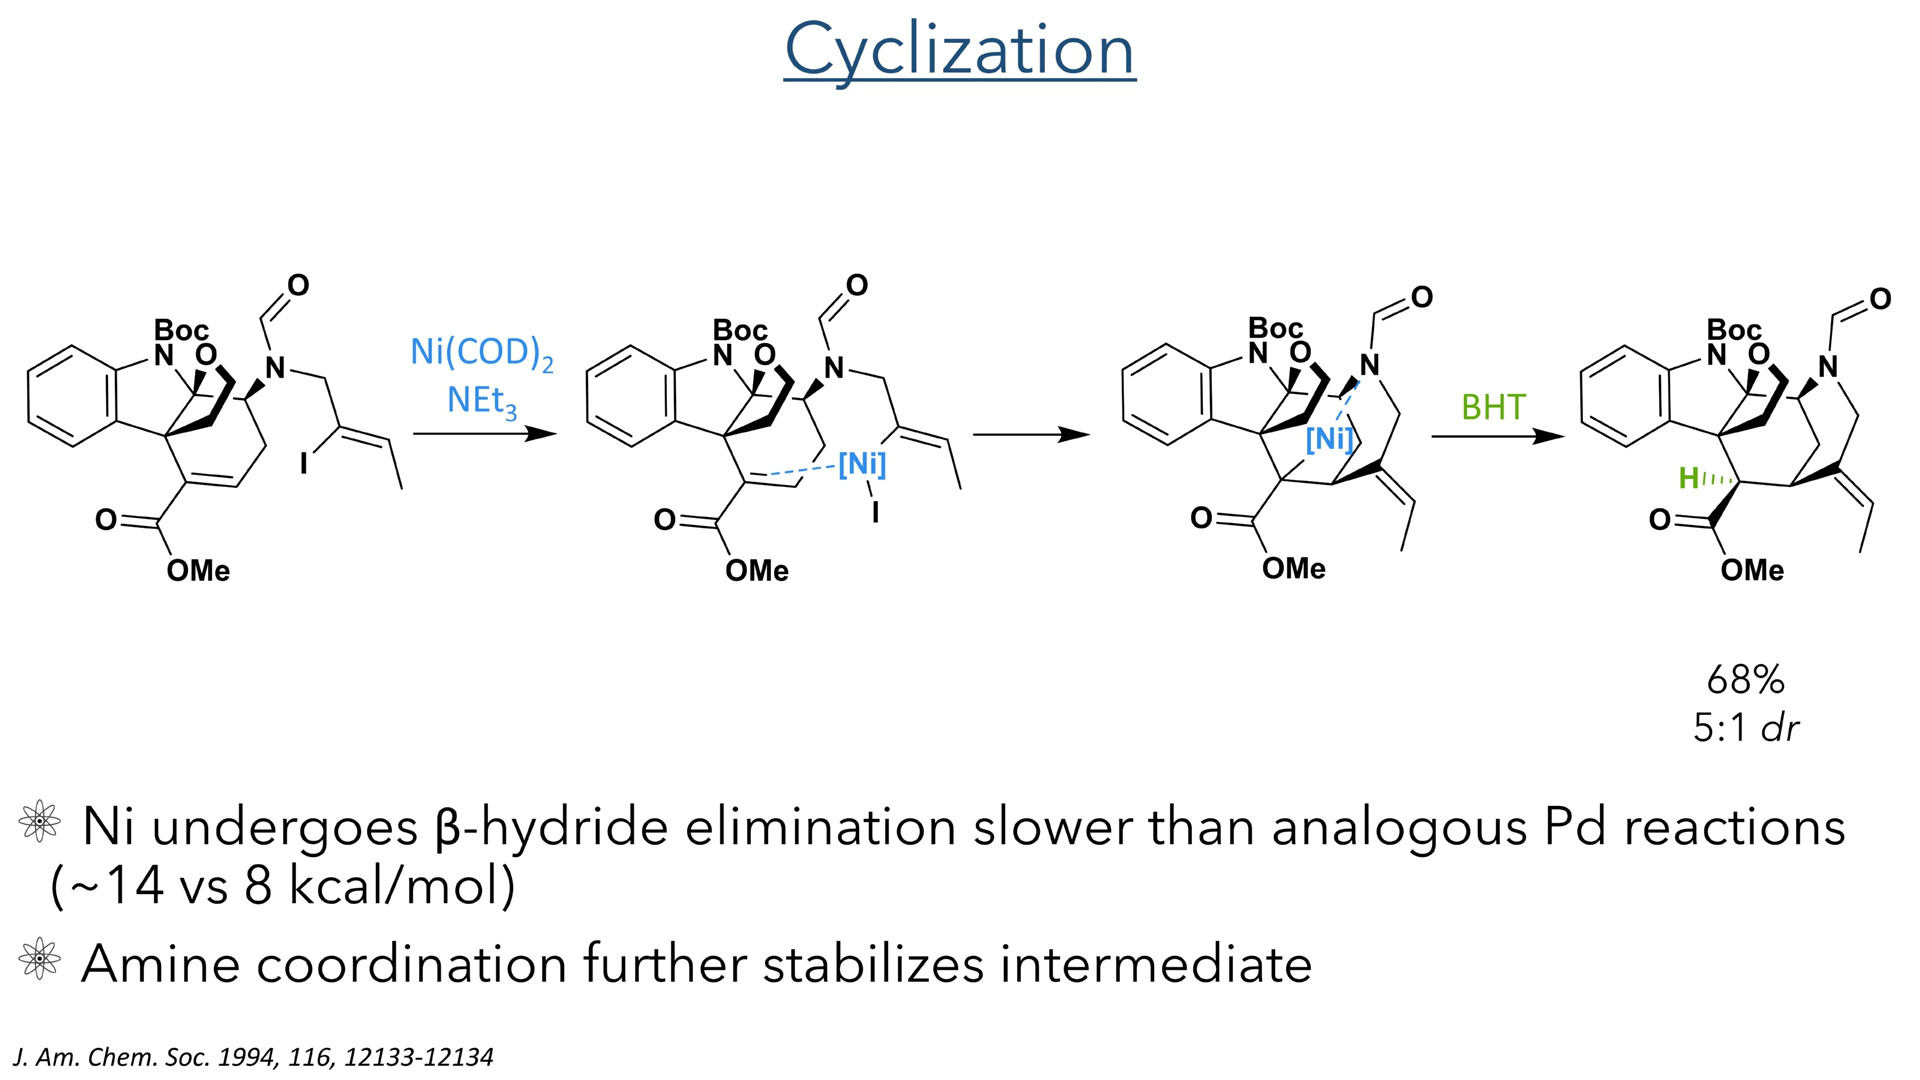 Cyclization
O
Boc
N
O
N
I
O
OMe
Ni(COD)2
NEt3
O
Boc
N
O
N
[Ni]
I
O
OMe
O
Boc
N
O
N
[Ni]
O
OMe
BHT
O
Boc
N
O
N
H
O
OMe
68%
5:1 dr
Ni undergoes β-hydride elimination slower than analogous Pd reactions
(~14 vs 8 kcal/mol)
Amine coordination further stabilizes intermediate
J. Am. Chem. Soc. 1994, 116, 12133-12134